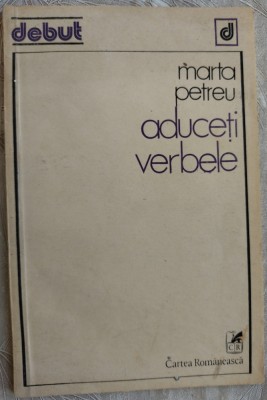 debut
d
marta
petreu
aduceți
verbele
CR
Cartea Românească